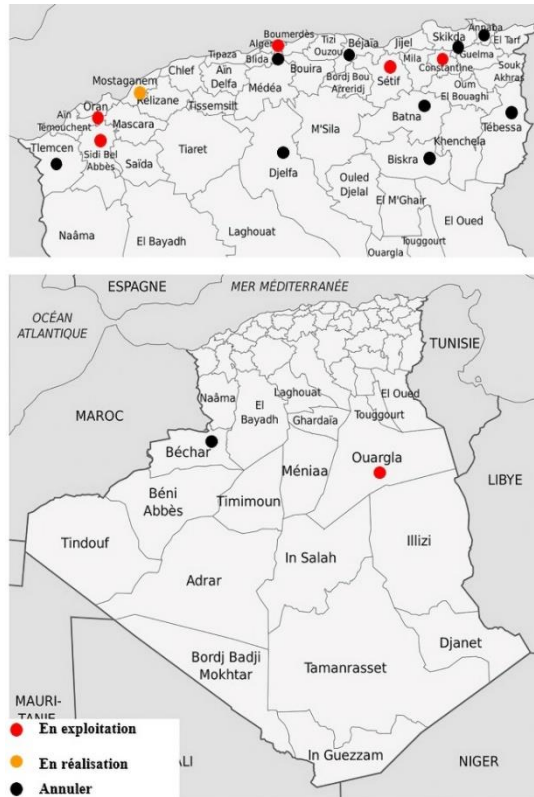 Boumerdès
Alger
Tizi
Ouzou
Béjaïa
Jijel
Skikda
Annaba
El Tarf
Tipaza
Blida
Bouira
Mila
Constantine
Guelma
Souk
Akhras
Mostaganem
Chlef
Aïn
Delfa
Médéa
Bordj Bou
Arreridj
Sétif
Oum
El Bouaghi
Oran
Relizane
Tissemsilt
Aïn
Témouchent
Mascara
M'Sila
Batna
Khenchela
Tébessa
Tlemcen
Sidi Bel
Abbès
Saïda
Tiaret
Djelfa
Biskra
Ouled
Djelal
El M'Ghair
El Oued
Naâma
El Bayadh
Laghouat
Touggourt
Ouargla
ESPAGNE
MER MÉDITERRANÉE
OCÉAN
ATLANTIQUE
TUNISIE
MAROC
Naâma
Laghouat
El Oued
El
Bayadh
Touggourt
Ghardaïa
Béchar
Ouargla
Méniaa
LIBYE
Béni
Abbès
Timimoun
Tindouf
In Salah
Illizi
Adrar
Djanet
Bordj Badji
Mokhtar
Tamanrasset
MAURI-
TANIE
In Guezzam
ALI
NIGER
En exploitation
En réalisation
Annuler